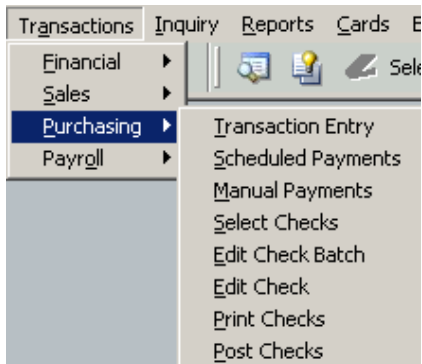 Transactions Inquiry Reports Cards
Financial
Sele
Sales
Purchasing
Payroll
Transaction Entry
Scheduled Payments
Manual Payments
Select Checks
Edit Check Batch
Edit Check
Print Checks
Post Checks